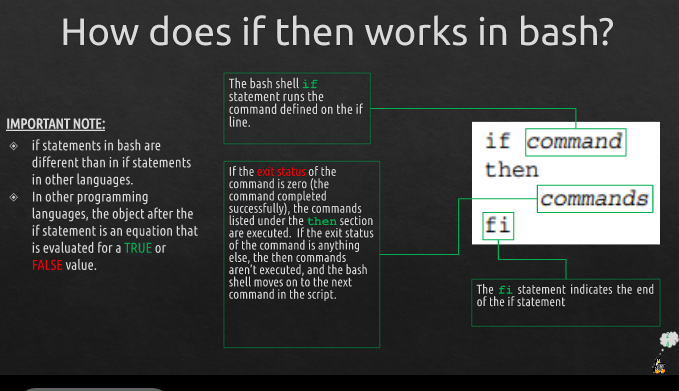 How does if then works in bash?
IMPORTANT NOTE:
if statements in bash are
different than in if statements
in other languages.
In other programming
languages, the object after the
if statement is an equation that
is evaluated for a TRUE or
FALSE value.
The bash shell if
statement runs the
command defined on the if
line.
If the exit status of the
command is zero (the
command completed
successfully), the commands
listed under the then section
are executed. If the exit status
of the command is anything
else, the then commands
aren't executed, and the bash
shell moves on to the next
command in the script.
if command
then
commands
fi
The fi statement indicates the end
of the if statement